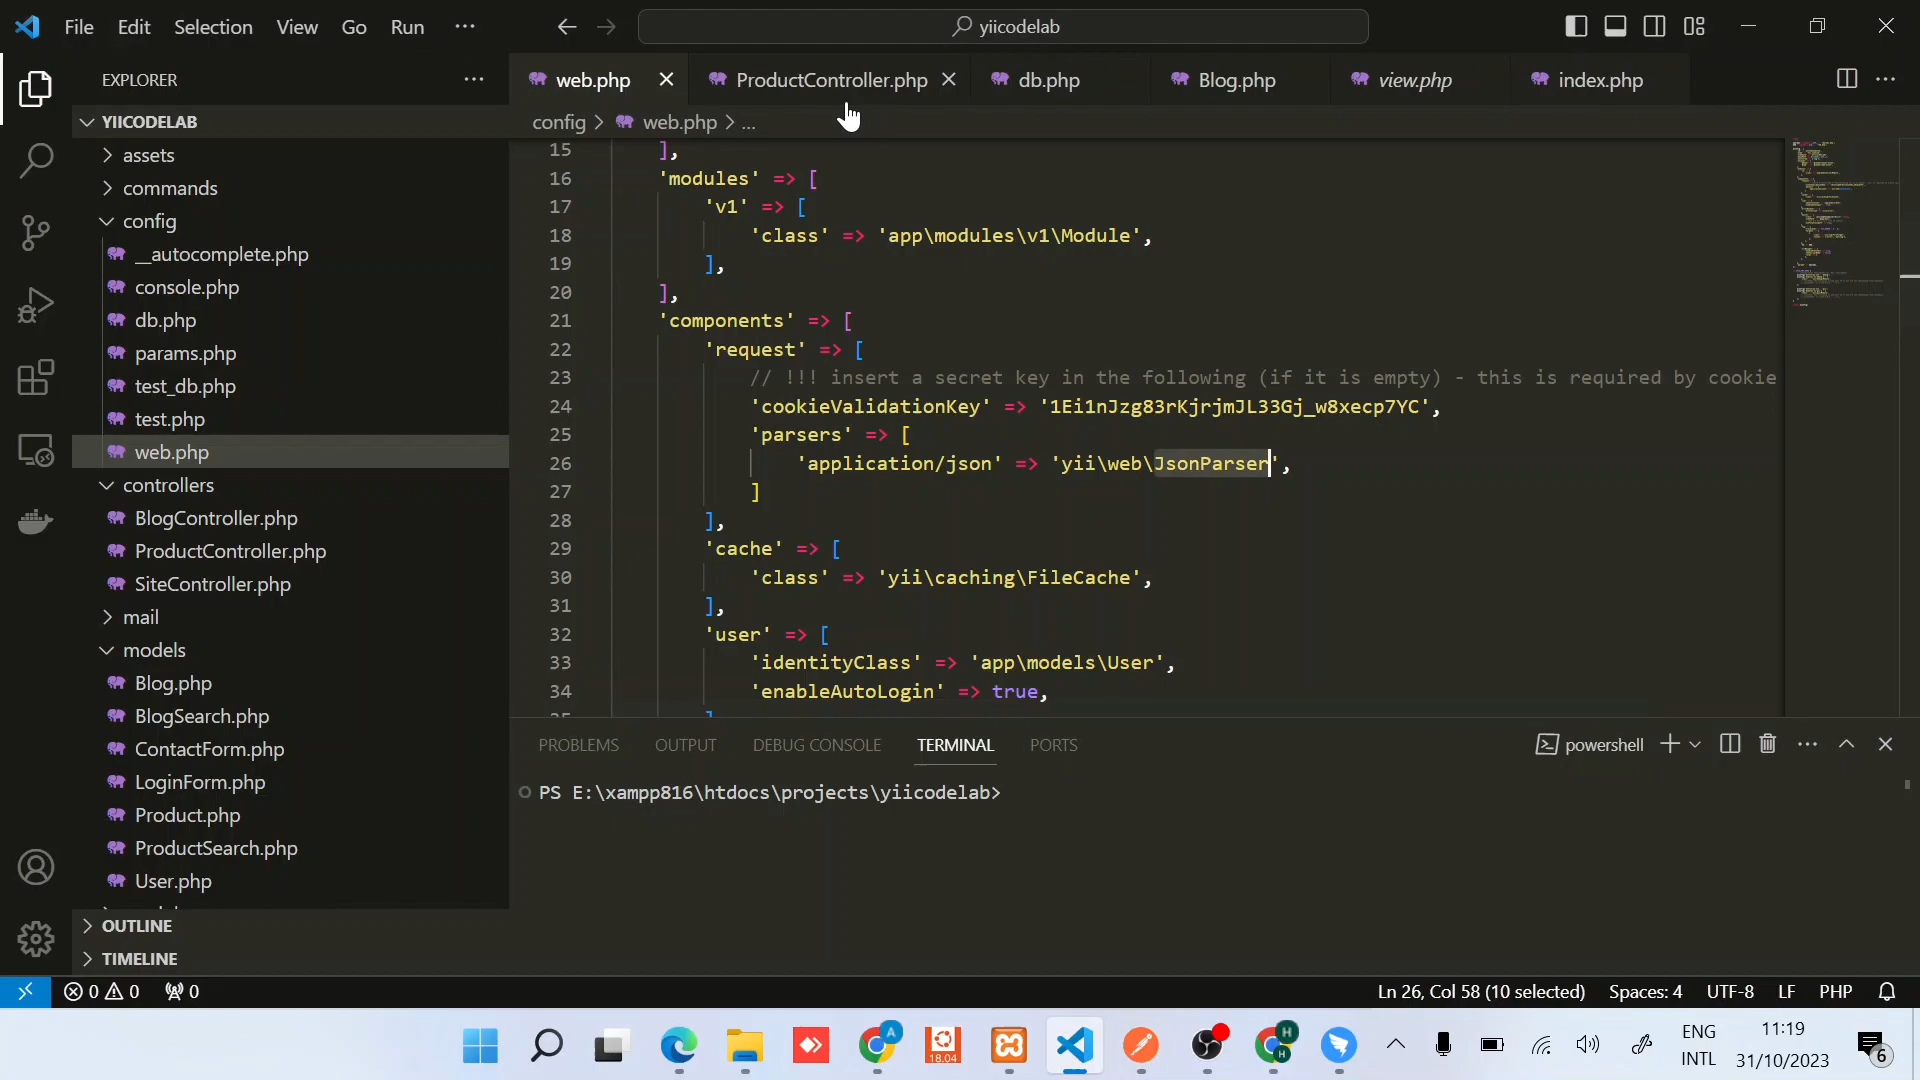 File Edit Selection View Go Run ···
yiicodelab
EXPLORER ···
web.php
ProductController.php
db.php
Blog.php
view.php
index.php
···
YIICODELAB
assets
commands
config
__autocomplete.php
console.php
db.php
params.php
test_db.php
test.php
web.php
controllers
BlogController.php
ProductController.php
SiteController.php
mail
models
Blog.php
BlogSearch.php
ContactForm.php
LoginForm.php
Product.php
ProductSearch.php
User.php
OUTLINE
TIMELINE
config > web.php > ...
15 ],
16 'modules' => [
17 'v1' => [
18 'class' => 'app\modules\v1\Module',
19 ],
20 ],
21 'components' => [
22 'request' => [
23 // !!! insert a secret key in the following (if it is empty) - this is required by cookie
24 'cookieValidationKey' => '1Ei1nJzg83rKjrjmJL33Gj_w8xecp7YC',
25 'parsers' => [
26 'application/json' => 'yii\web\JsonParser',
27 ]
28 ],
29 'cache' => [
30 'class' => 'yii\caching\FileCache',
31 ],
32 'user' => [
33 'identityClass' => 'app\models\User',
34 'enableAutoLogin' => true,
PROBLEMS OUTPUT DEBUG CONSOLE TERMINAL PORTS
powershell
PS E:\xampp816\htdocs\projects\yiicodelab>
0 0 0
Ln 26, Col 58 (10 selected) Spaces: 4 UTF-8 LF PHP
A
18.04
H
H
ENG
INTL
11:19
31/10/2023
6